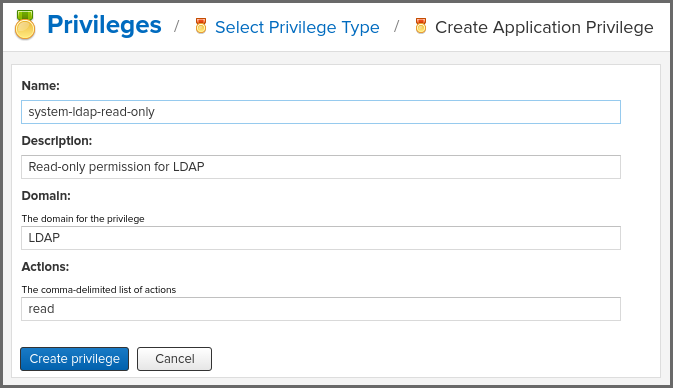 Privileges / Select Privilege Type / Create Application Privilege
Name:
system-ldap-read-only
Description:
Read-only permission for LDAP
Domain:
The domain for the privilege
LDAP
Actions:
The comma-delimited list of actions
read
Create privilege Cancel